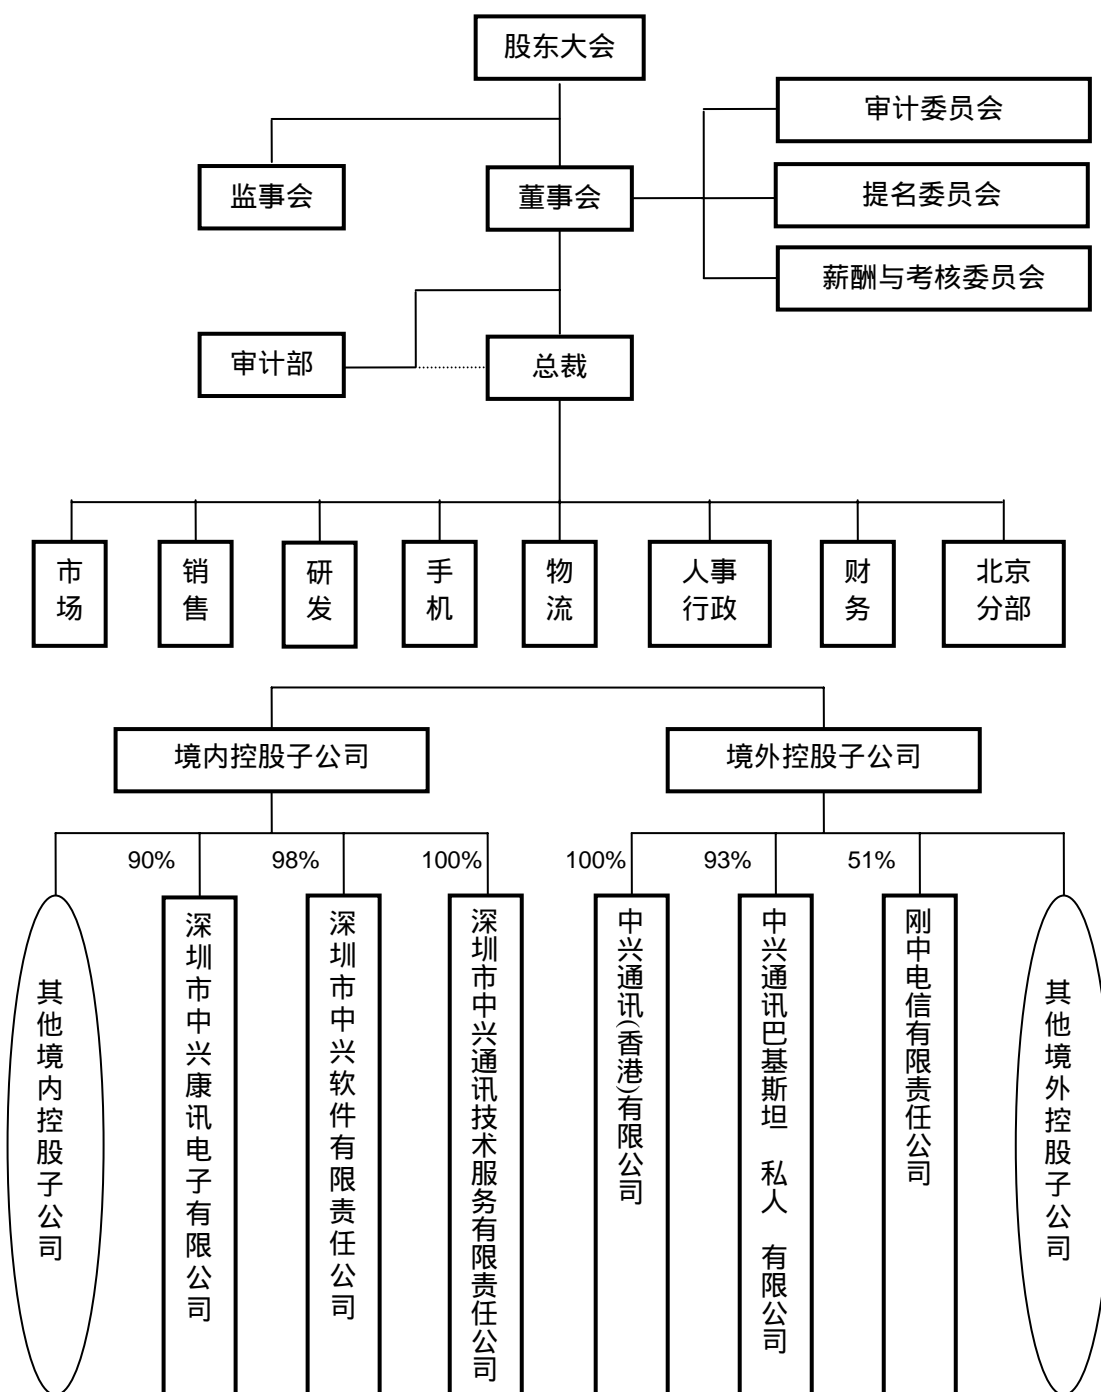 股东大会
审计委员会
监事会
董事会
提名委员会
薪酬与考核委员会
审计部
总裁
市场
销售
研发
手机
物流
人事
行政
财务
北京
分部
境内控股子公司
境外控股子公司
90%
98%
100%
100%
93%
51%
其他境内控股子公司
深圳市中兴康讯电子有限公司
深圳市中兴软件有限责任公司
深圳市中兴通讯技术服务有限责任公司
中兴通讯(香港)有限公司
中兴通讯巴基斯坦 私人 有限公司
刚中电信有限责任公司
其他境外控股子公司